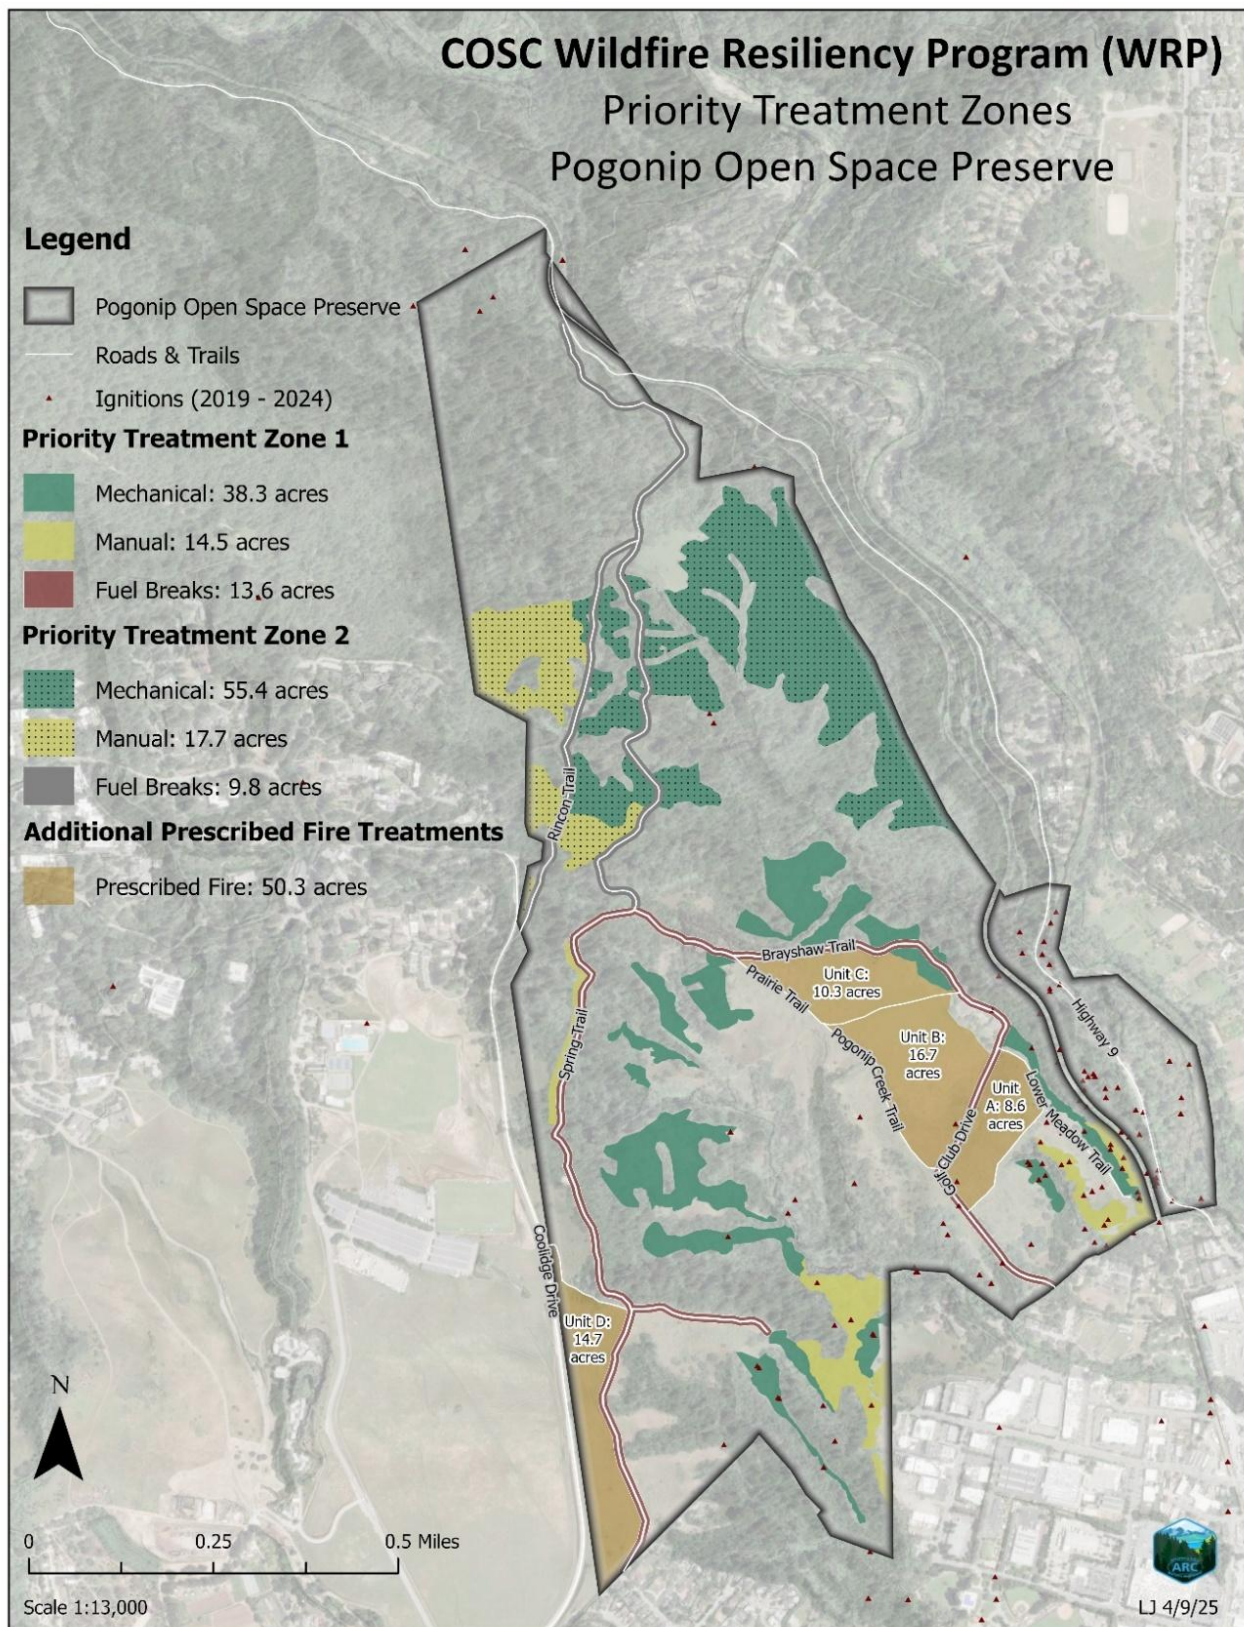 COSC Wildfire Resiliency Program (WRP)
Priority Treatment Zones
Pogonip Open Space Preserve
Legend
Pogonip Open Space Preserve
Roads & Trails
Ignitions (2019 - 2024)
Priority Treatment Zone 1
Mechanical: 38.3 acres
Manual: 14.5 acres
Fuel Breaks: 13.6 acres
Priority Treatment Zone 2
Mechanical: 55.4 acres
Manual: 17.7 acres
Fuel Breaks: 9.8 acres
Additional Prescribed Fire Treatments
Prescribed Fire: 50.3 acres
Rincon Trail
Brayshaw Trail
Unit C:
10.3 acres
Prairie Trail
Highway 9
Spring Trail
Unit B:
16.7
acres
Pogonip Creek Trail
Unit
A: 8.6
acres
Lower Meadow Trail
Golf Club Drive
Coolidge Drive
Unit D:
14.7
acres
N
0 0.25 0.5 Miles
Scale 1:13,000
ARC
LJ 4/9/25